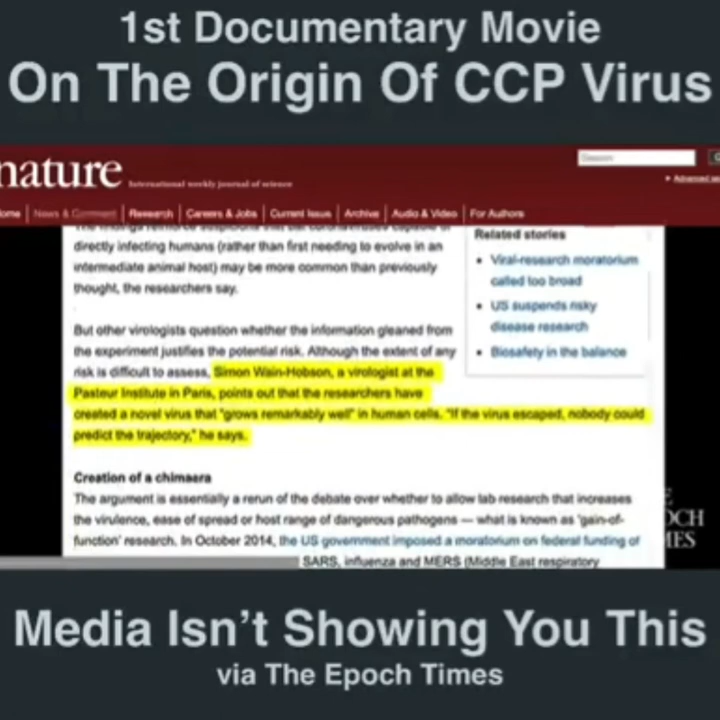 1st Documentary Movie
On The Origin Of CCP Virus
nature International weekly journal of science
Search
Advanced
ome News & Comment Research Careers & Jobs Current Issue Archive Audio & Video For Authors
directly infecting humans (rather than first needing to evolve in an
intermediate animal host) may be more common than previously
thought, the researchers say.
But other virologists question whether the information gleaned from
the experiment justifies the potential risk. Although the extent of any
risk is difficult to assess, Simon Wain-Hobson, a virologist at the
Pasteur Institute in Paris, points out that the researchers have
created a novel virus that "grows remarkably well" in human cells. "If the virus escaped, nobody could
predict the trajectory," he says.
Related stories
• Viral-research moratorium
called too broad
• US suspends risky
disease research
• Biosafety in the balance
Creation of a chimaera
The argument is essentially a rerun of the debate over whether to allow lab research that increases
the virulence, ease of spread or host range of dangerous pathogens — what is known as 'gain-of-
function' research. In October 2014, the US government imposed a moratorium on federal funding of
SARS, influenza and MERS (Middle East respiratory
OCH
MES
Media Isn't Showing You This
via The Epoch Times